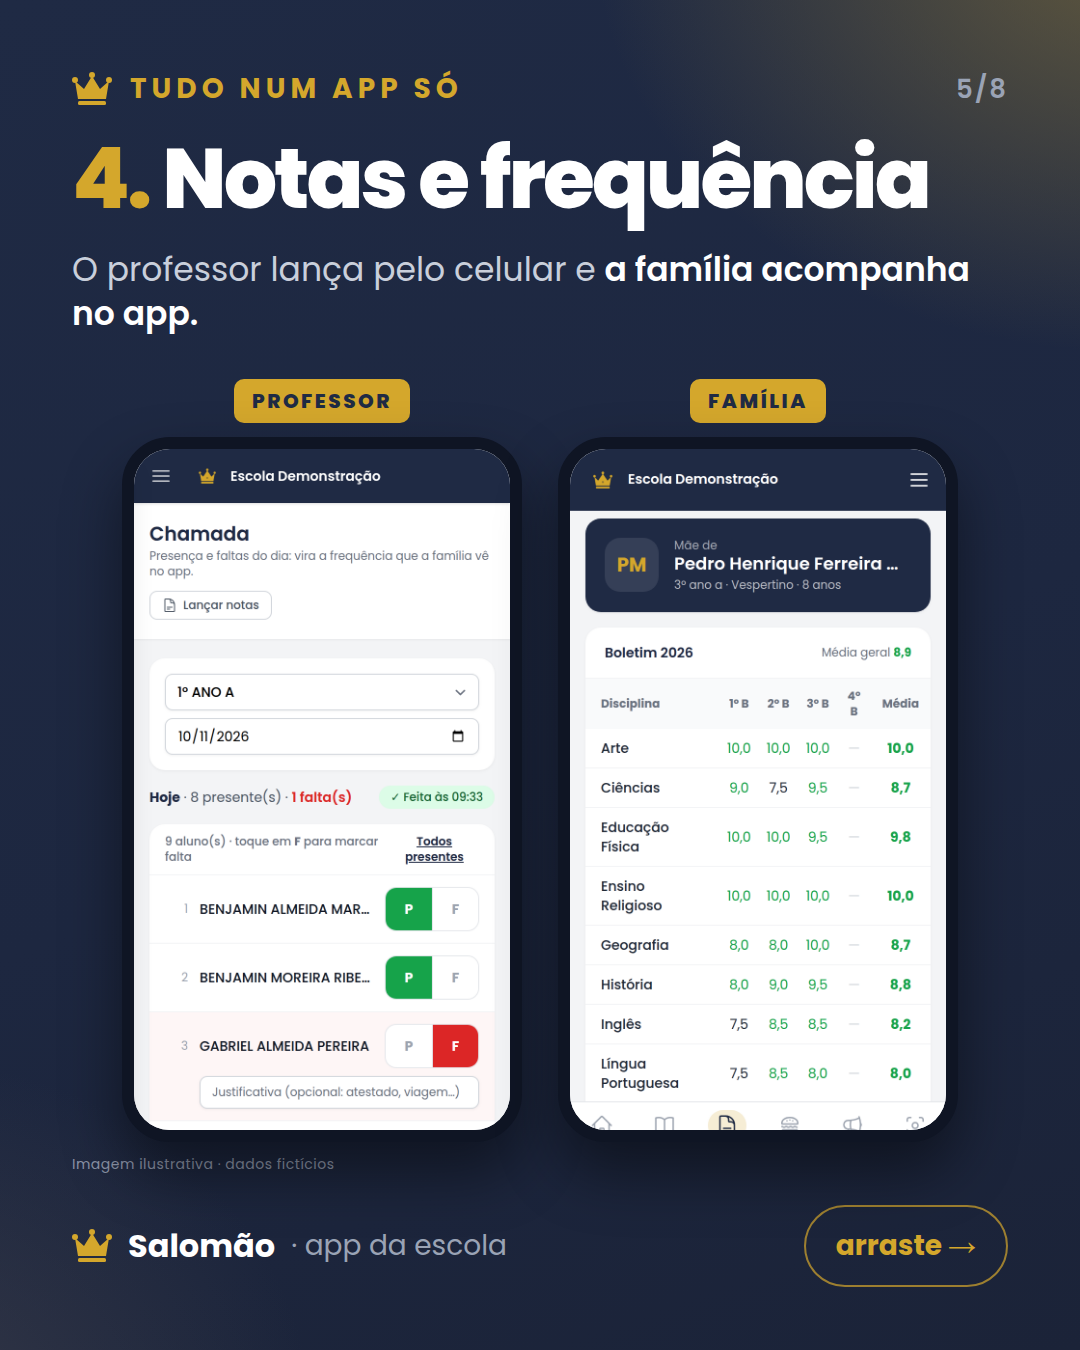 TUDO NUM APP SÓ
5/8
4. Notas e frequência
O professor lança pelo celular e a família acompanha
no app.
PROFESSOR
Escola Demonstração
Chamada
Presença e faltas do dia: vira a frequência que a família vê
no app.
Lançar notas
1º ANO A
10/11/2026
Hoje · 8 presente(s) · 1 falta(s)
✓ Feita às 09:33
9 aluno(s) · toque em F para marcar
falta
Todos
presentes
1 BENJAMIN ALMEIDA MAR... P F
2 BENJAMIN MOREIRA RIBE... P F
3 GABRIEL ALMEIDA PEREIRA P F
Justificativa (opcional: atestado, viagem...)
FAMÍLIA
Escola Demonstração
PM
Mãe de
Pedro Henrique Ferreira ...
3º ano a · Vespertino · 8 anos
Boletim 2026
Média geral 8,9
Disciplina 1º B 2º B 3º B 4º B Média
Arte 10,0 10,0 10,0 — 10,0
Ciências 9,0 7,5 9,5 — 8,7
Educação
Física 10,0 10,0 9,5 — 9,8
Ensino
Religioso 10,0 10,0 10,0 — 10,0
Geografia 8,0 8,0 10,0 — 8,7
História 8,0 9,0 9,5 — 8,8
Inglês 7,5 8,5 8,5 — 8,2
Língua
Portuguesa 7,5 8,5 8,0 — 8,0
Imagem ilustrativa · dados fictícios
Salomão · app da escola
arraste →